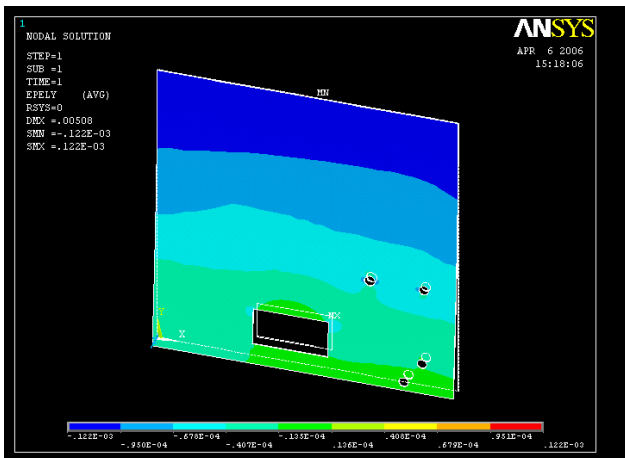 1
NODAL SOLUTION
ANSYS
APR 6 2006
15:18:06
STEP=1
SUB =1
TIME=1
EPELY (AVG)
RSYS=0
DMX =.00508
SMN =-.122E-03
SMX =.122E-03
MN
MX
Y
X
-.122E-03 -.678E-04 -.135E-04 .408E-04 .951E-04
-.950E-04 -.407E-04 .136E-04 .679E-04 .122E-03